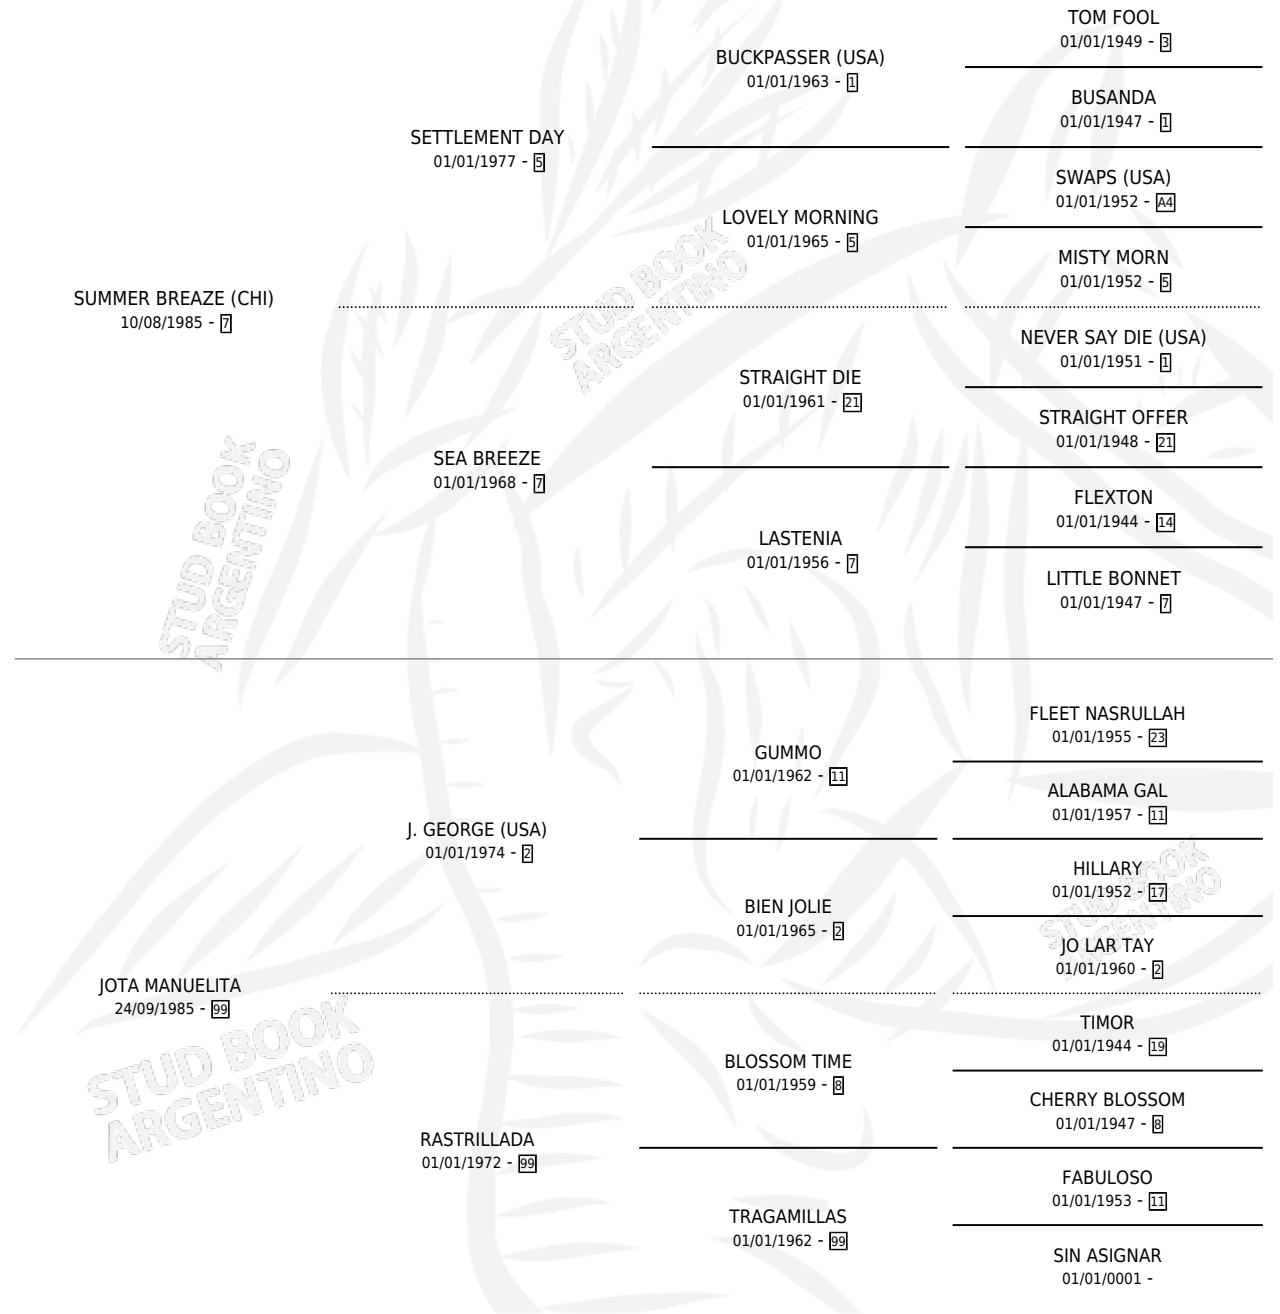 TOM FOOL
01/01/1949 - 3
BUCKPASSER (USA)
01/01/1963 - 1
BUSANDA
01/01/1947 - 1
SETTLEMENT DAY
01/01/1977 - 5
SWAPS (USA)
01/01/1952 - A4
LOVELY MORNING
01/01/1965 - 5
MISTY MORN
01/01/1952 - 5
SUMMER BREAZE (CHI)
10/08/1985 - 7
NEVER SAY DIE (USA)
01/01/1951 - 1
STRAIGHT DIE
01/01/1961 - 21
STRAIGHT OFFER
01/01/1948 - 21
SEA BREEZE
01/01/1968 - 7
FLEXTON
01/01/1944 - 14
LASTENIA
01/01/1956 - 7
LITTLE BONNET
01/01/1947 - 7
FLEET NASRULLAH
01/01/1955 - 23
GUMMO
01/01/1962 - 11
ALABAMA GAL
01/01/1957 - 11
J. GEORGE (USA)
01/01/1974 - 2
HILLARY
01/01/1952 - 17
BIEN JOLIE
01/01/1965 - 2
JO LAR TAY
01/01/1960 - 2
JOTA MANUELITA
24/09/1985 - 99
TIMOR
01/01/1944 - 19
BLOSSOM TIME
01/01/1959 - 8
CHERRY BLOSSOM
01/01/1947 - 8
RASTRILLADA
01/01/1972 - 99
FABULOSO
01/01/1953 - 11
TRAGAMILLAS
01/01/1962 - 99
SIN ASIGNAR
01/01/0001 -
STUD BOOK
ARGENTINO
STUD BOOK
ARGENTINO
STUD BOOK
ARGENTINO
STUD BOOK
ARGENTINO